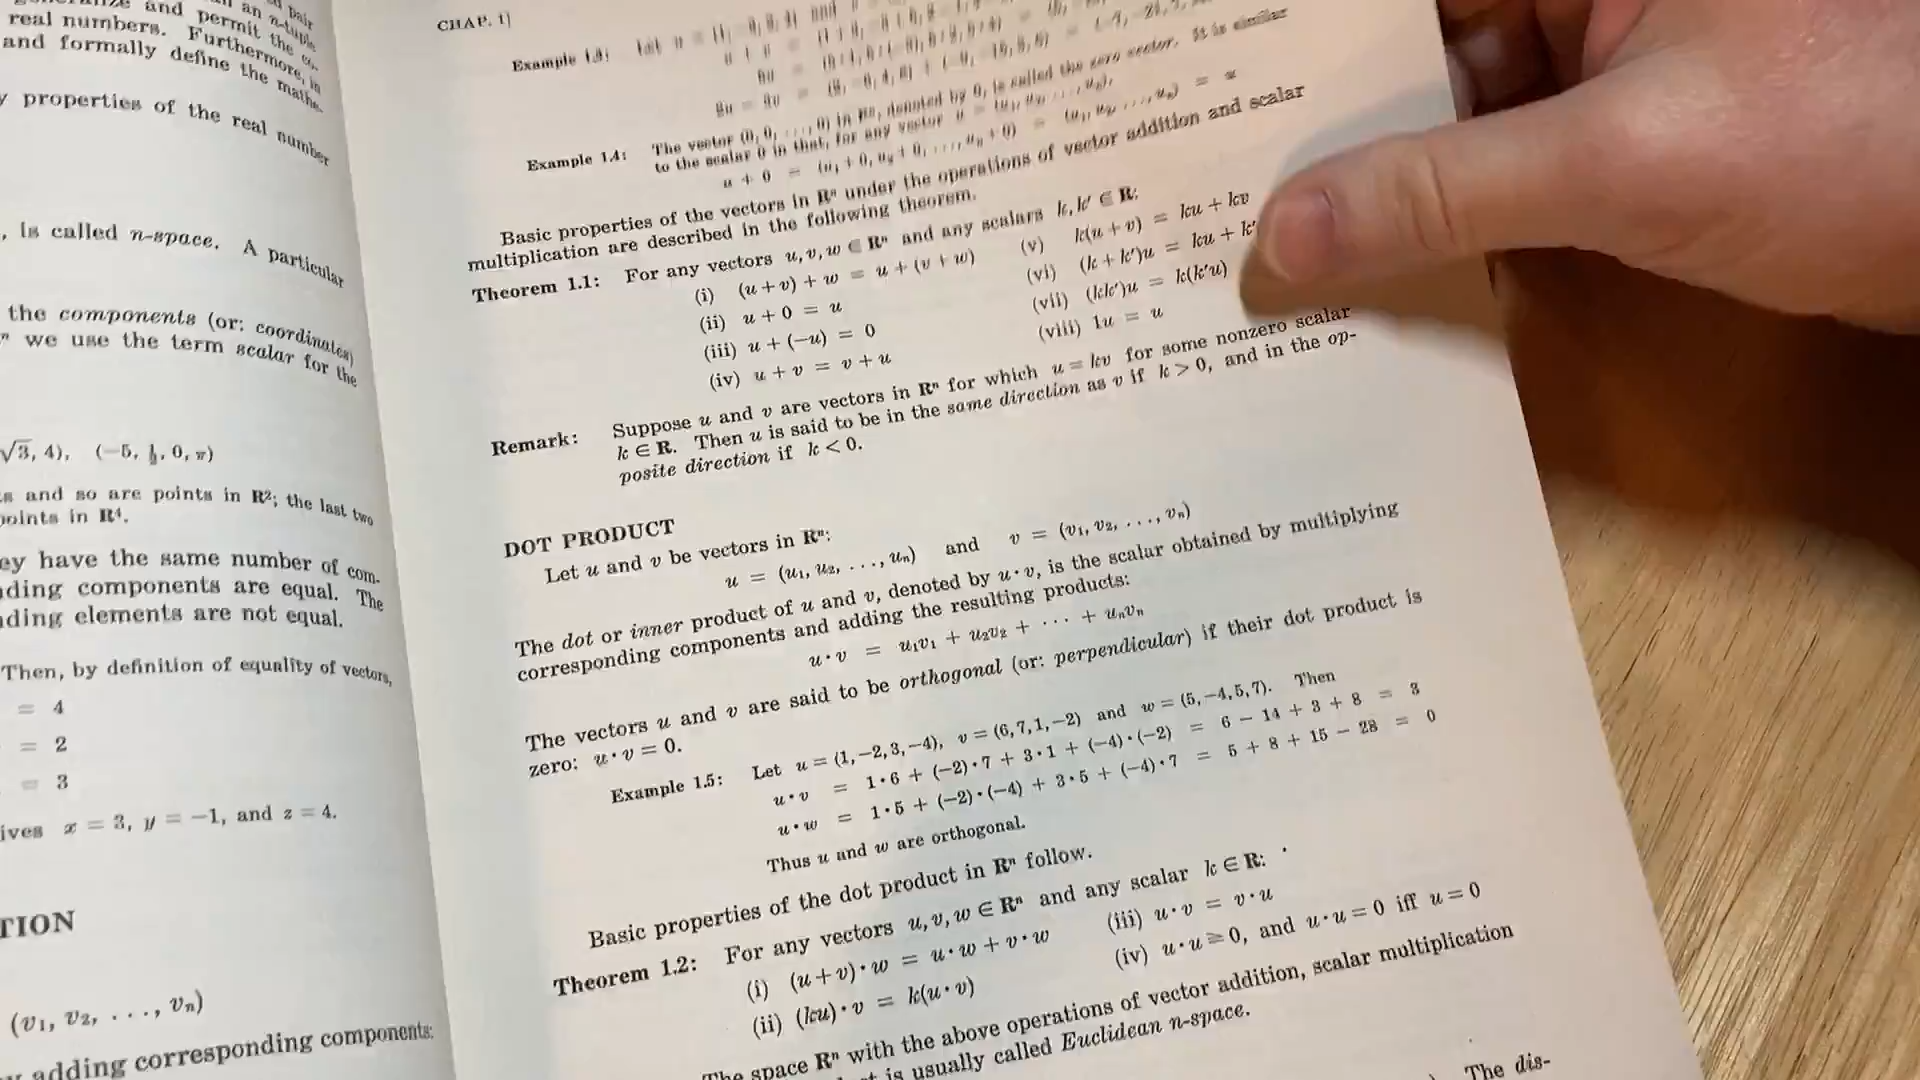 pair
an n-tuple
and permit the co-
real numbers. Furthermore, in
and formally define the mathe-
y properties of the real number
, is called n-space. A particular
the components (or: coordinates)
we use the term scalar for the
√3, 4), (−5, ½, 0, π)
s and so are points in R²; the last two
points in R⁴.
ey have the same number of com-
ding components are equal. The
ding elements are not equal.
Then, by definition of equality of vectors,
= 4
= 2
= 3
ives x = 3, y = −1, and z = 4.
TION
(v₁, v₂, . . ., vₙ)
y adding corresponding components:
CHAP. 1]
Example 1.3: Let
Example 1.4: The vector (0, 0, . . ., 0) in Rⁿ, denoted by 0, is called the zero vector. It is similar
to the scalar 0 in that, for any vector u = (u₁, u₂, . . ., uₙ),
u + 0 = (u₁ + 0, u₂ + 0, . . ., uₙ + 0) = (u₁, u₂, . . ., uₙ) = u
Basic properties of the vectors in Rⁿ under the operations of vector addition and scalar
multiplication are described in the following theorem.
Theorem 1.1: For any vectors u, v, w ∈ Rⁿ and any scalars k, k′ ∈ R:
(i) (u + v) + w = u + (v + w) (v) k(u + v) = ku + kv
(ii) u + 0 = u (vi) (k + k′)u = ku + k′
(iii) u + (−u) = 0 (vii) (kk′)u = k(k′u)
(iv) u + v = v + u (viii) 1u = u
Remark: Suppose u and v are vectors in Rⁿ for which u = kv for some nonzero scalar
k ∈ R. Then u is said to be in the same direction as v if k > 0, and in the op-
posite direction if k < 0.
DOT PRODUCT
Let u and v be vectors in Rⁿ:
u = (u₁, u₂, . . ., uₙ) and v = (v₁, v₂, . . ., vₙ)
The dot or inner product of u and v, denoted by u · v, is the scalar obtained by multiplying
corresponding components and adding the resulting products:
u · v = u₁v₁ + u₂v₂ + · · · + uₙvₙ
The vectors u and v are said to be orthogonal (or: perpendicular) if their dot product is
zero: u · v = 0.
Example 1.5: Let u = (1, −2, 3, −4), v = (6, 7, 1, −2) and w = (5, −4, 5, 7). Then
u · v = 1 · 6 + (−2) · 7 + 3 · 1 + (−4) · (−2) = 6 − 14 + 3 + 8 = 3
u · w = 1 · 5 + (−2) · (−4) + 3 · 5 + (−4) · 7 = 5 + 8 + 15 − 28 = 0
Thus u and w are orthogonal.
Basic properties of the dot product in Rⁿ follow.
Theorem 1.2: For any vectors u, v, w ∈ Rⁿ and any scalar k ∈ R:
(i) (u + v) · w = u · w + v · w (iii) u · v = v · u
(ii) (ku) · v = k(u · v) (iv) u · u ≥ 0, and u · u = 0 iff u = 0
The space Rⁿ with the above operations of vector addition, scalar multiplication
is usually called Euclidean n-space.
The dis-